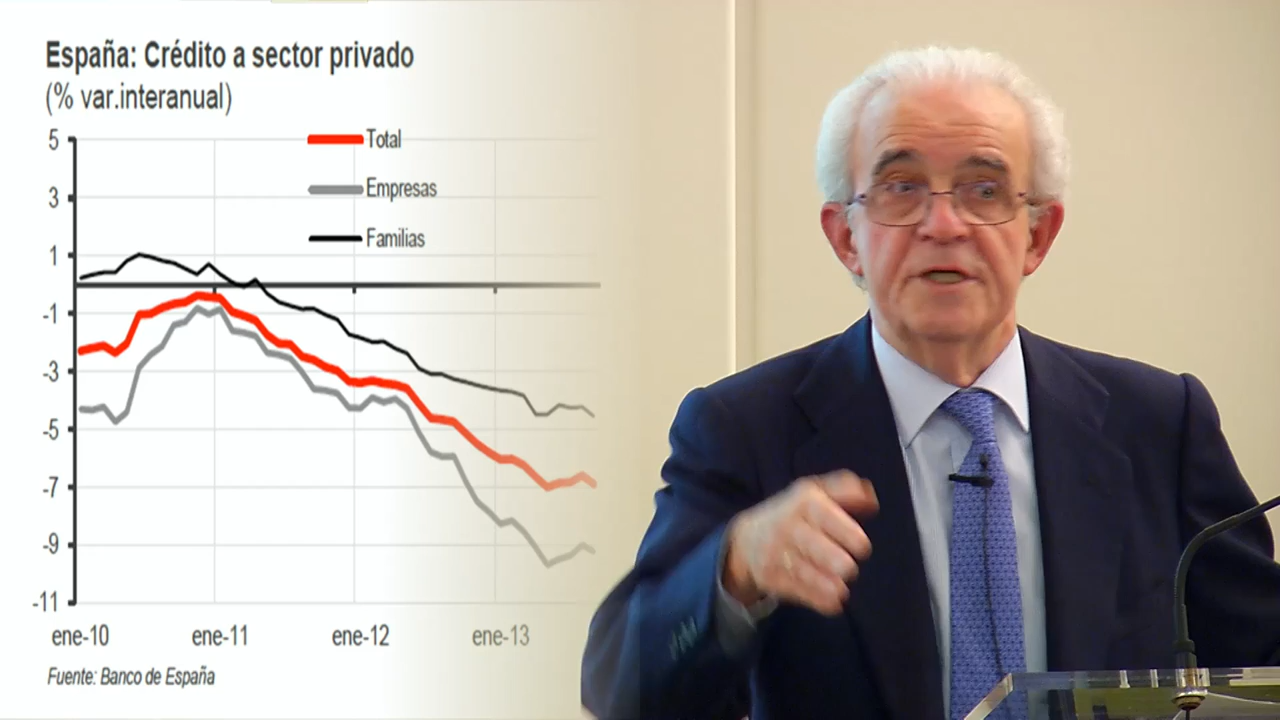 España: Crédito a sector privado
(% var.interanual)
5
Total
3
Empresas
Familias
1
-1
-3
-5
-7
-9
-11
ene-10 ene-11 ene-12 ene-13
Fuente: Banco de España